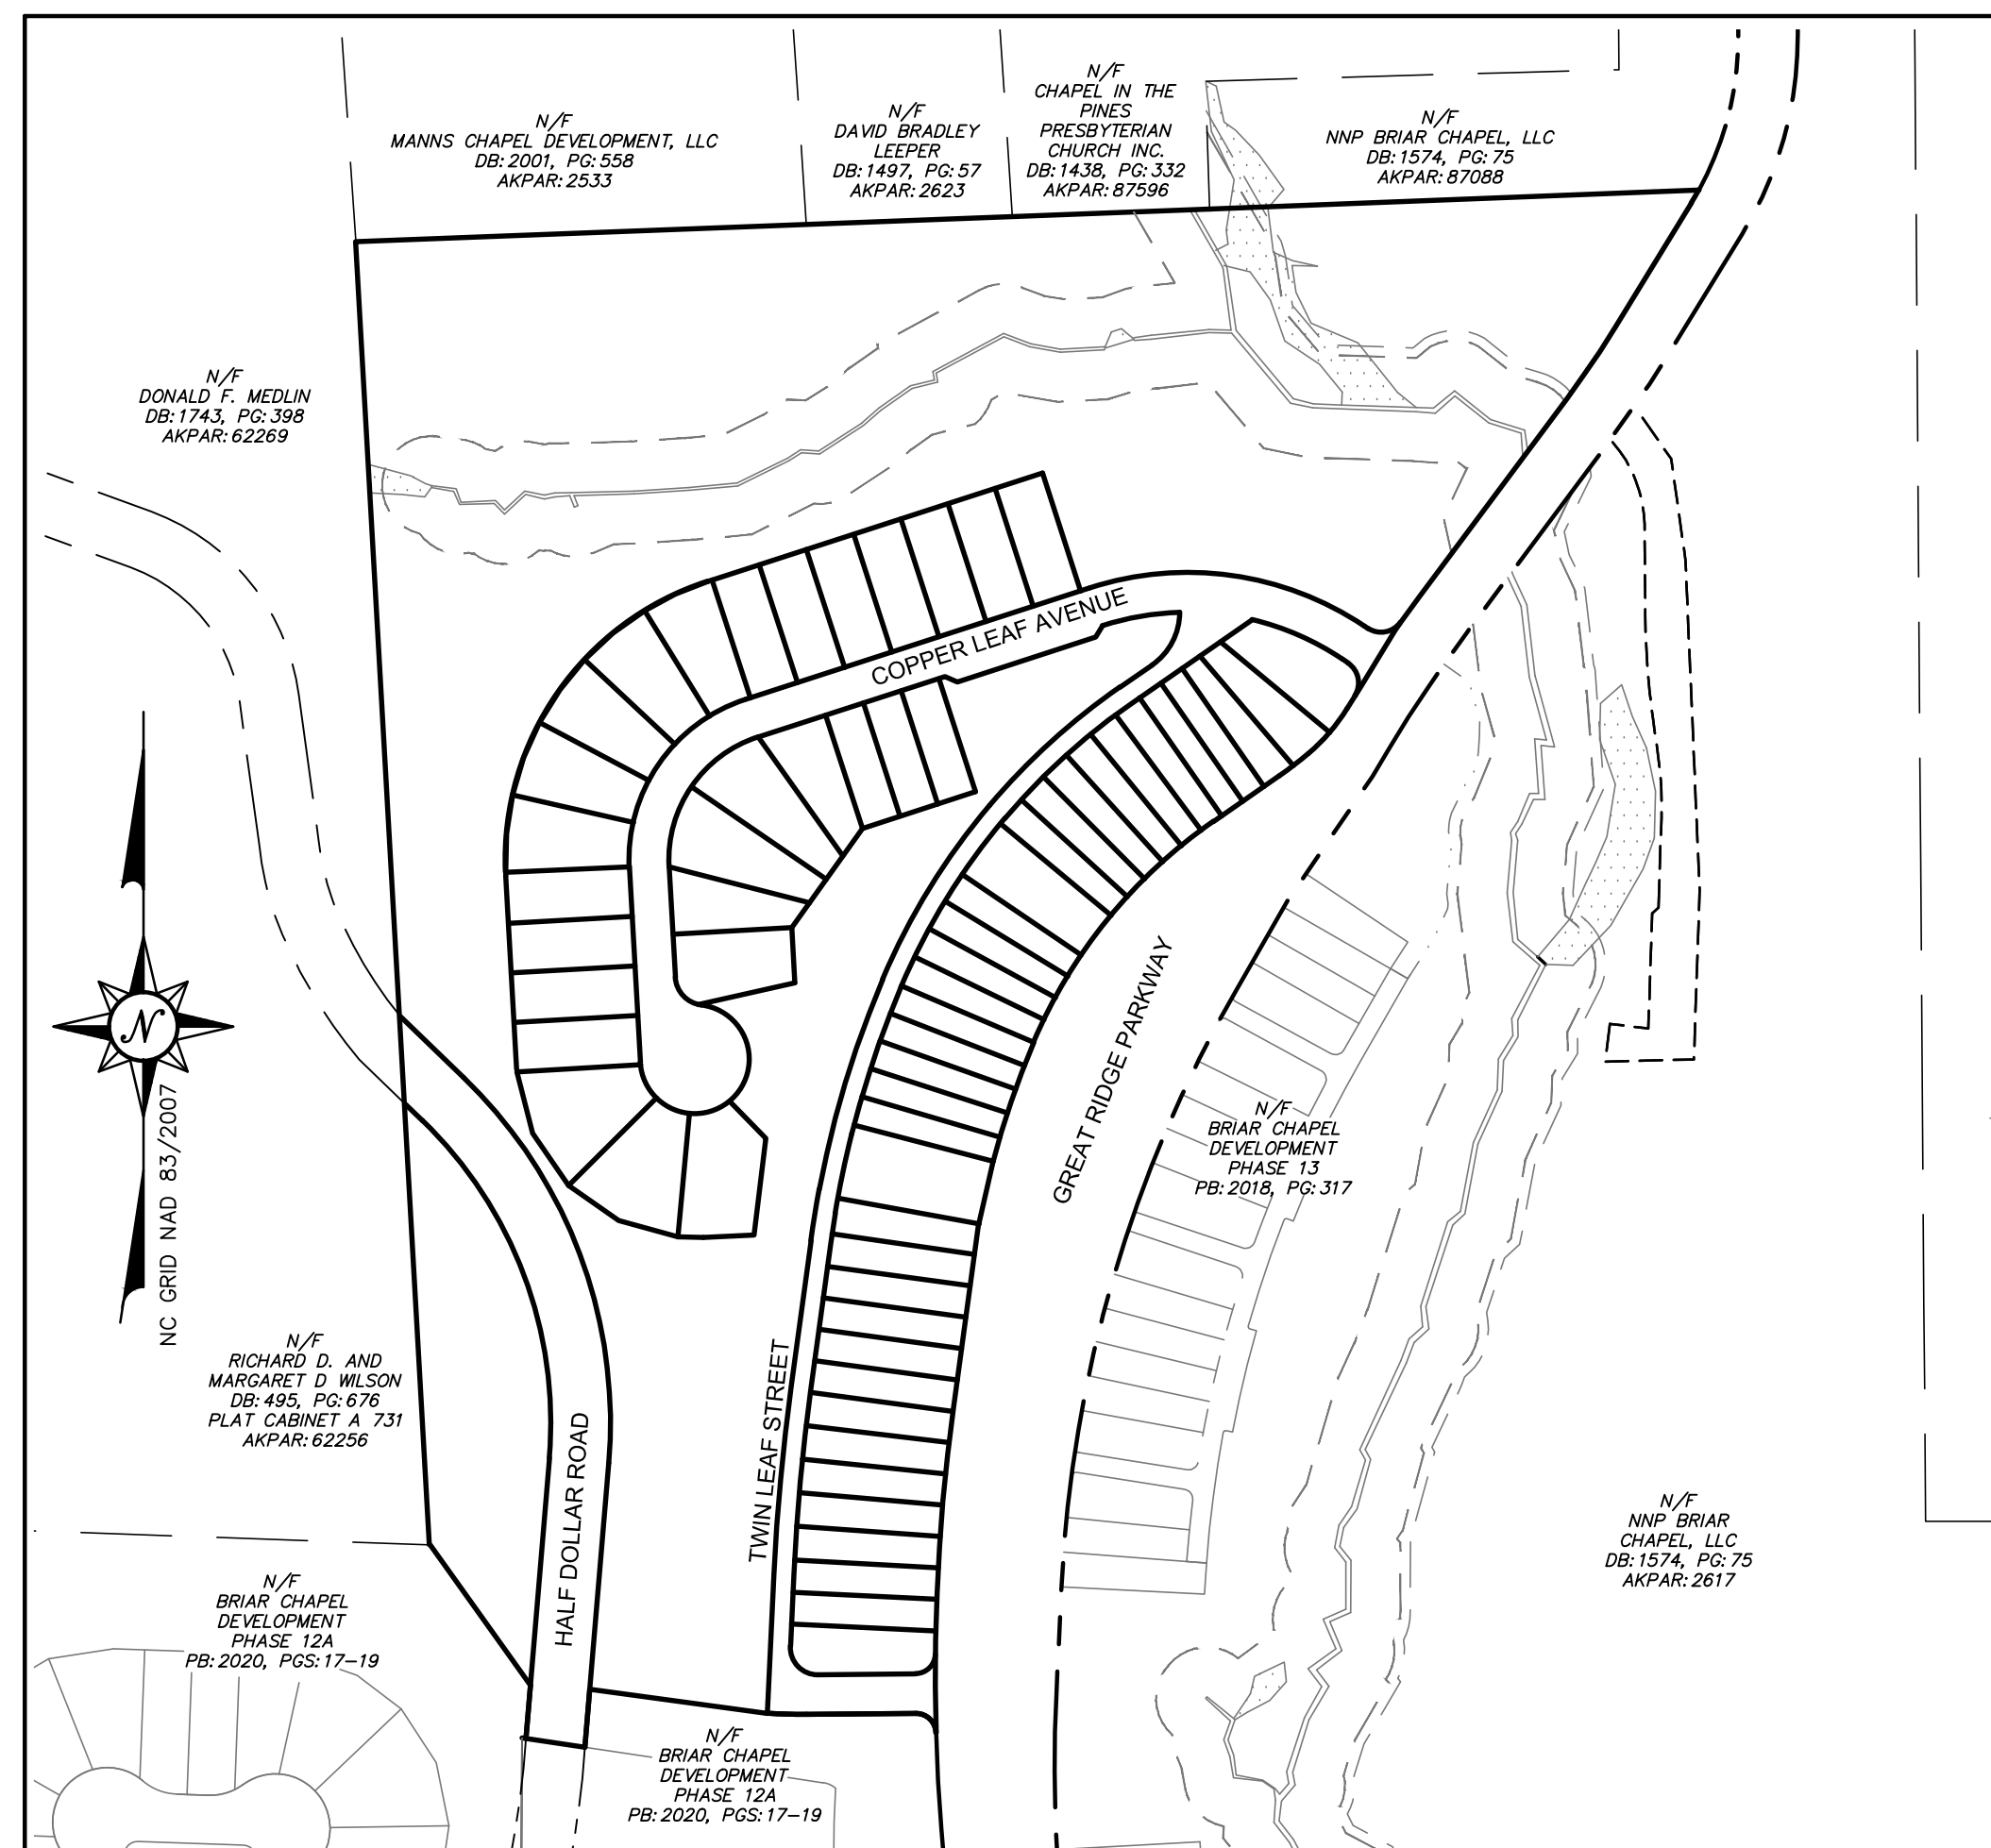 N/F
MANNS CHAPEL DEVELOPMENT, LLC
DB:2001, PG:558
AKPAR:2533
N/F
DAVID BRADLEY
LEEPER
DB:1497, PG:57
AKPAR:2623
N/F
CHAPEL IN THE
PINES
PRESBYTERIAN
CHURCH INC.
DB:1438, PG:332
AKPAR:87596
N/F
NNP BRIAR CHAPEL, LLC
DB:1574, PG:75
AKPAR:87088
N/F
DONALD F. MEDLIN
DB:1743, PG:398
AKPAR:62269
COPPER LEAF AVENUE
GREAT RIDGE PARKWAY
N
NC GRID NAD 83/2007
N/F
BRIAR CHAPEL
DEVELOPMENT
PHASE 13
PB:2018, PG:317
N/F
RICHARD D. AND
MARGARET D WILSON
DB:495, PG:676
PLAT CABINET A 731
AKPAR:62256
HALF DOLLAR ROAD
TWIN LEAF STREET
N/F
NNP BRIAR
CHAPEL, LLC
DB:1574, PG:75
AKPAR:2617
N/F
BRIAR CHAPEL
DEVELOPMENT
PHASE 12A
PB:2020, PGS:17-19
N/F
BRIAR CHAPEL
DEVELOPMENT
PHASE 12A
PB:2020, PGS:17-19